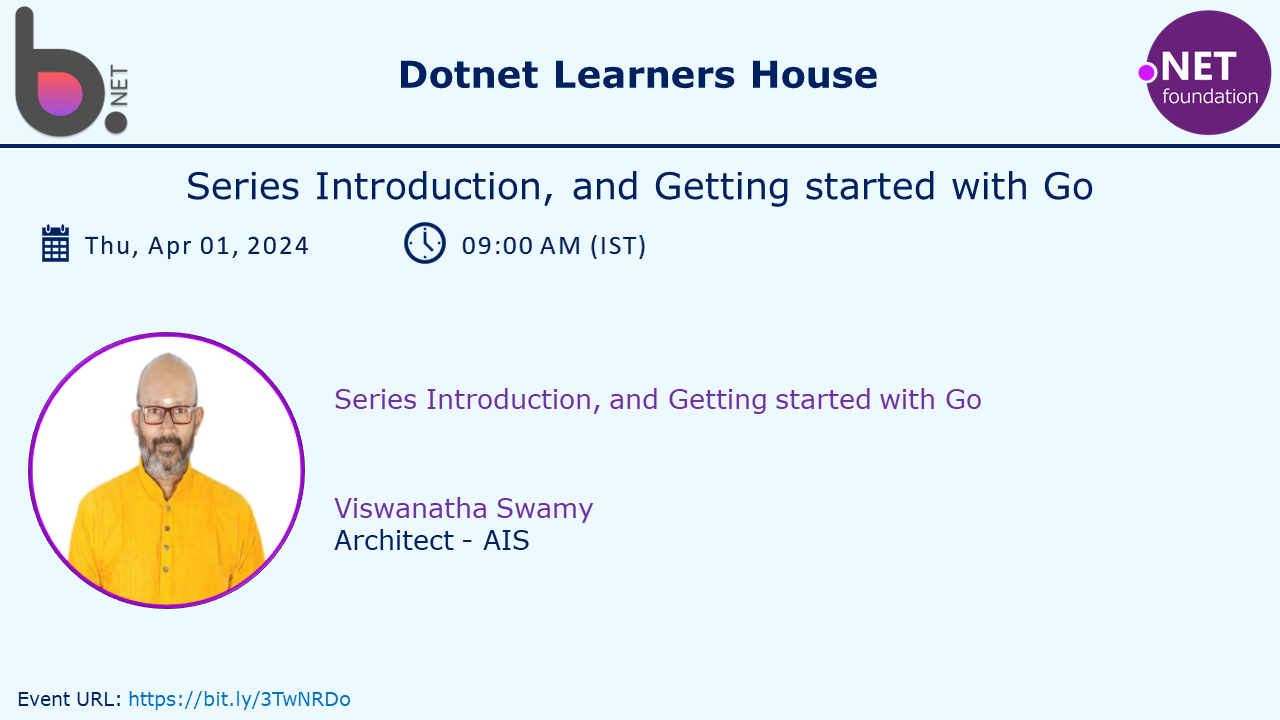 b.NET
Dotnet Learners House
.NET
foundation
Series Introduction, and Getting started with Go
Thu, Apr 01, 2024
09:00 AM (IST)
Series Introduction, and Getting started with Go
Viswanatha Swamy
Architect - AIS
Event URL: https://bit.ly/3TwNRDo